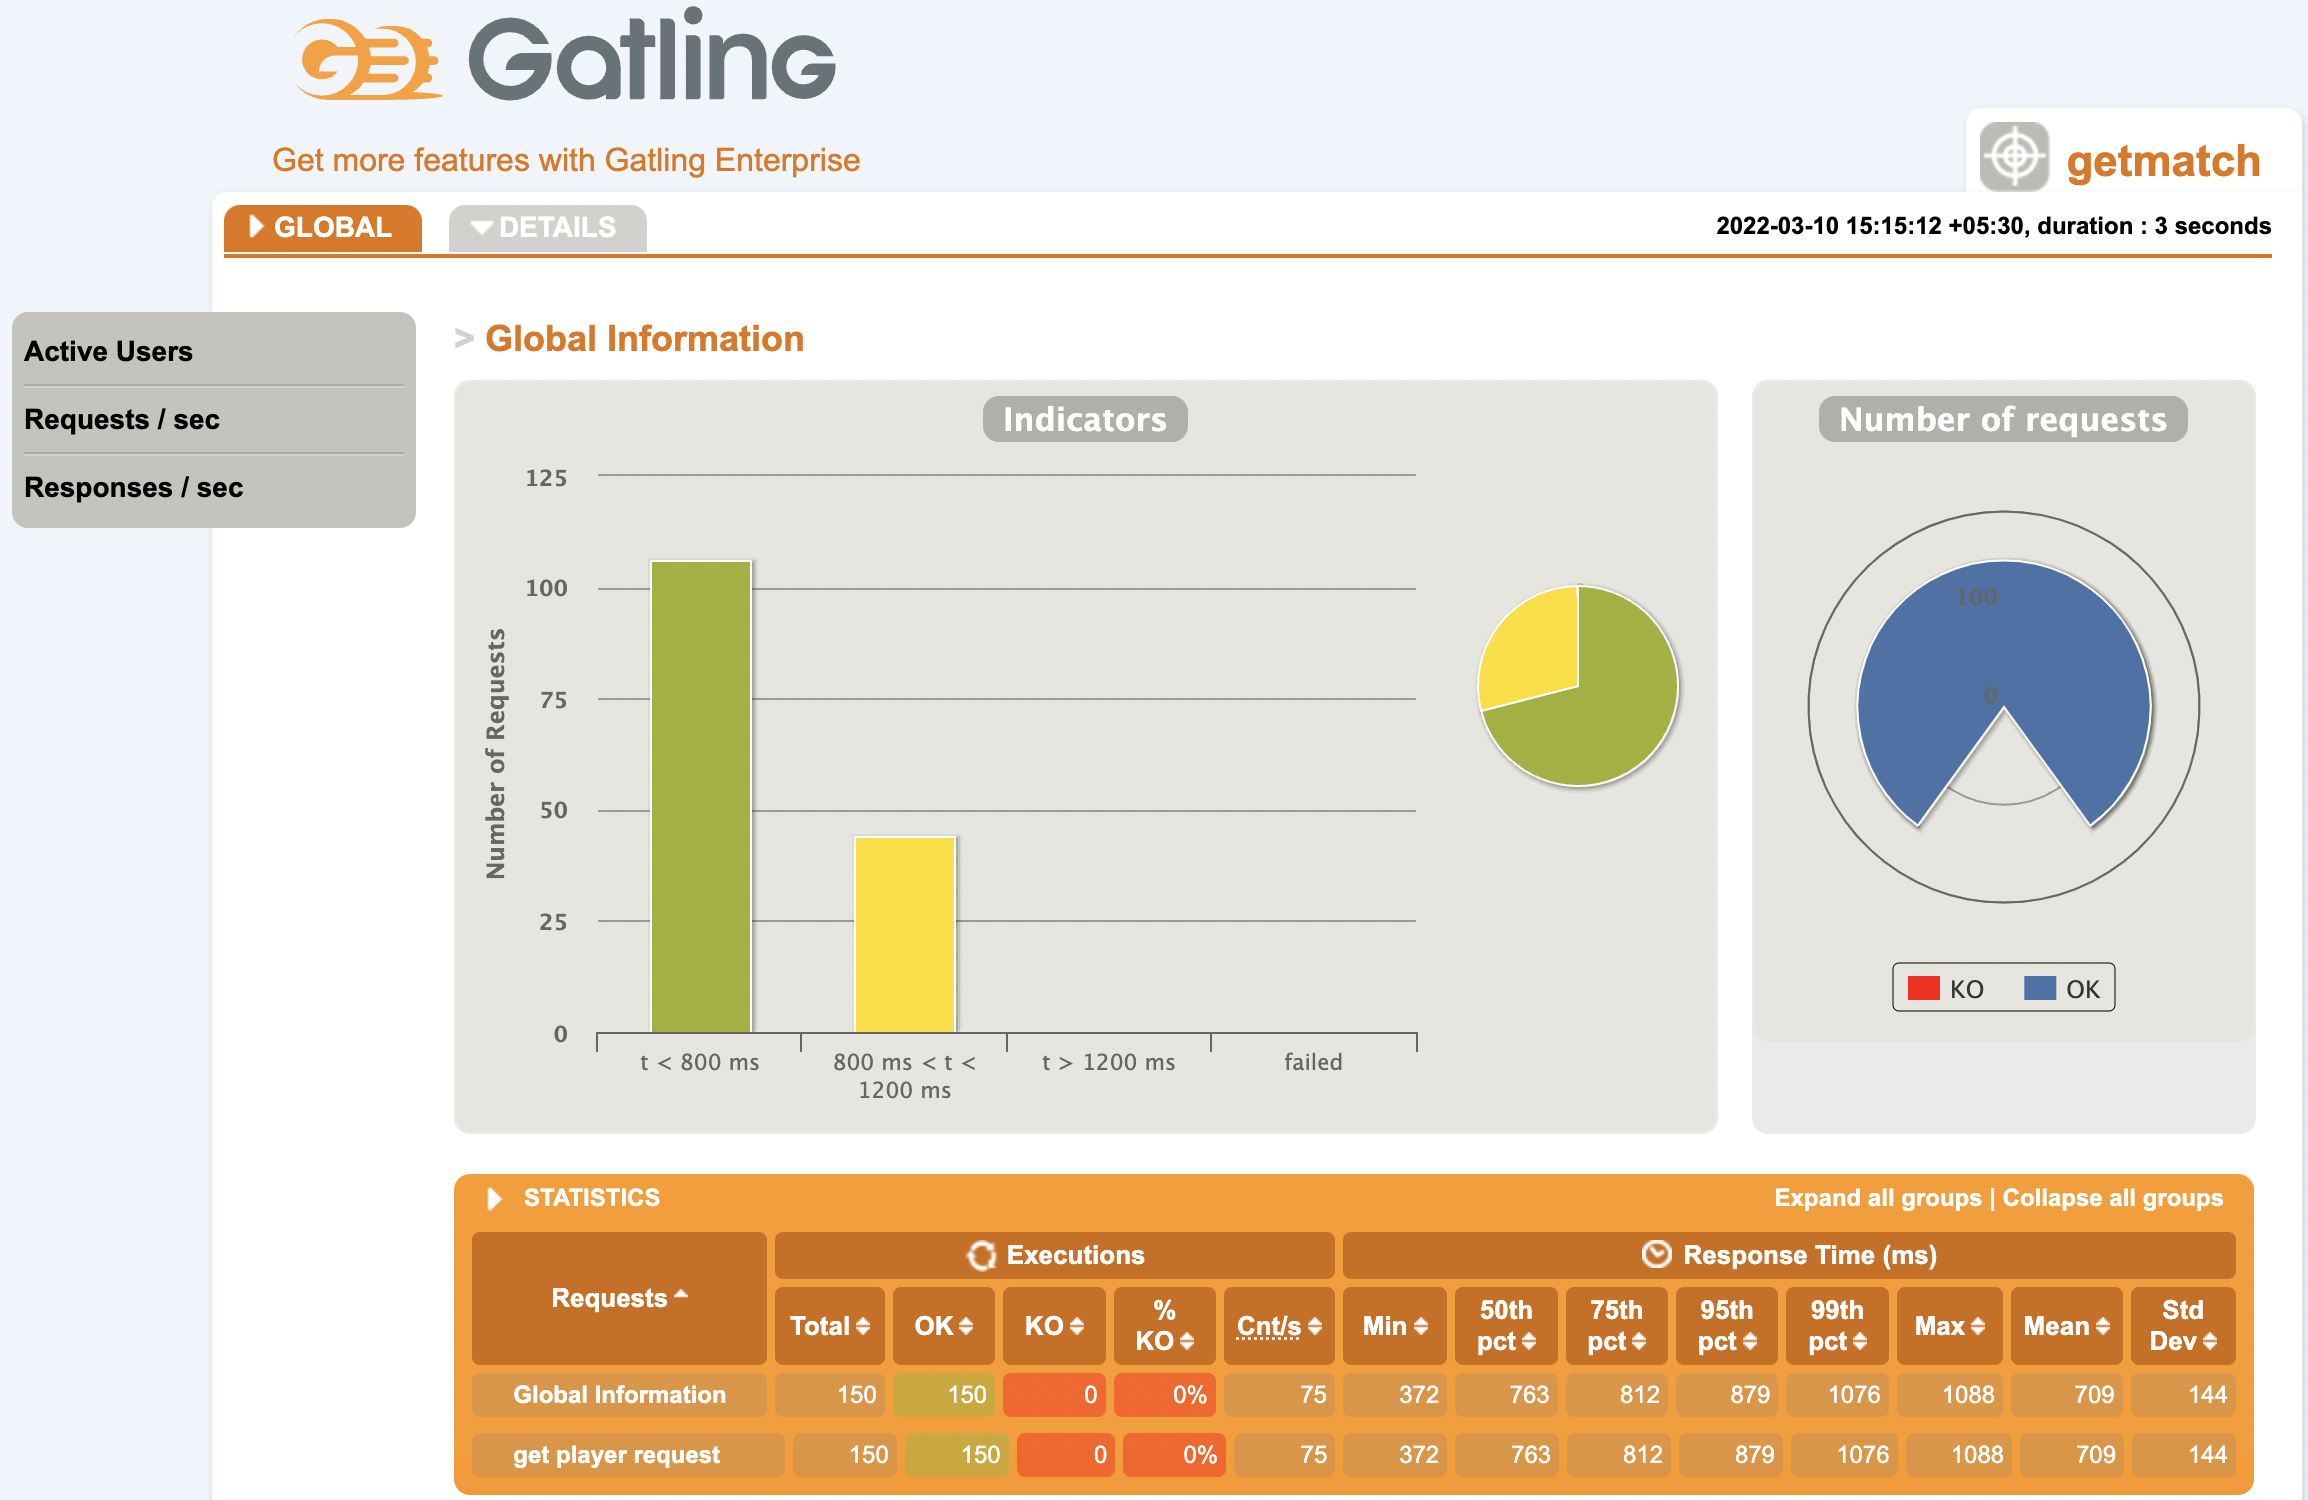 Gatling
Get more features with Gatling Enterprise
getmatch
GLOBAL
DETAILS
2022-03-10 15:15:12 +05:30, duration : 3 seconds
Active Users
Requests / sec
Responses / sec
> Global Information
Indicators
125
100
75
50
25
0
Number of Requests
t < 800 ms
800 ms < t <
1200 ms
t > 1200 ms
failed
Number of requests
100
0
KO
OK
STATISTICS
Expand all groups | Collapse all groups
Requests
Executions
Response Time (ms)
Total OK KO % KO Cnt/s Min 50th pct 75th pct 95th pct 99th pct Max Mean Std Dev
Global Information 150 150 0 0% 75 372 763 812 879 1076 1088 709 144
get player request 150 150 0 0% 75 372 763 812 879 1076 1088 709 144